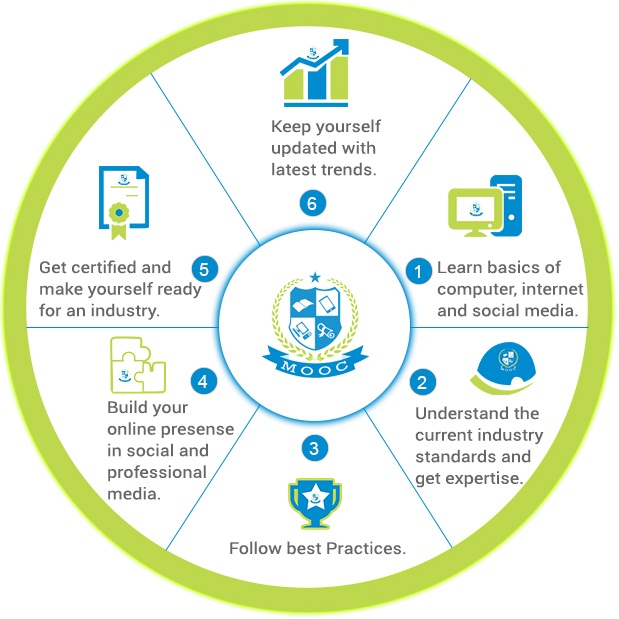 Keep yourself
updated with
latest trends.
6
1
Learn basics of
computer, internet
and social media.
2
Understand the
current industry
standards and
get expertise.
3
Follow best Practices.
4
Build your
online presense
in social and
professional
media.
5
Get certified and
make yourself ready
for an industry.
MOOC